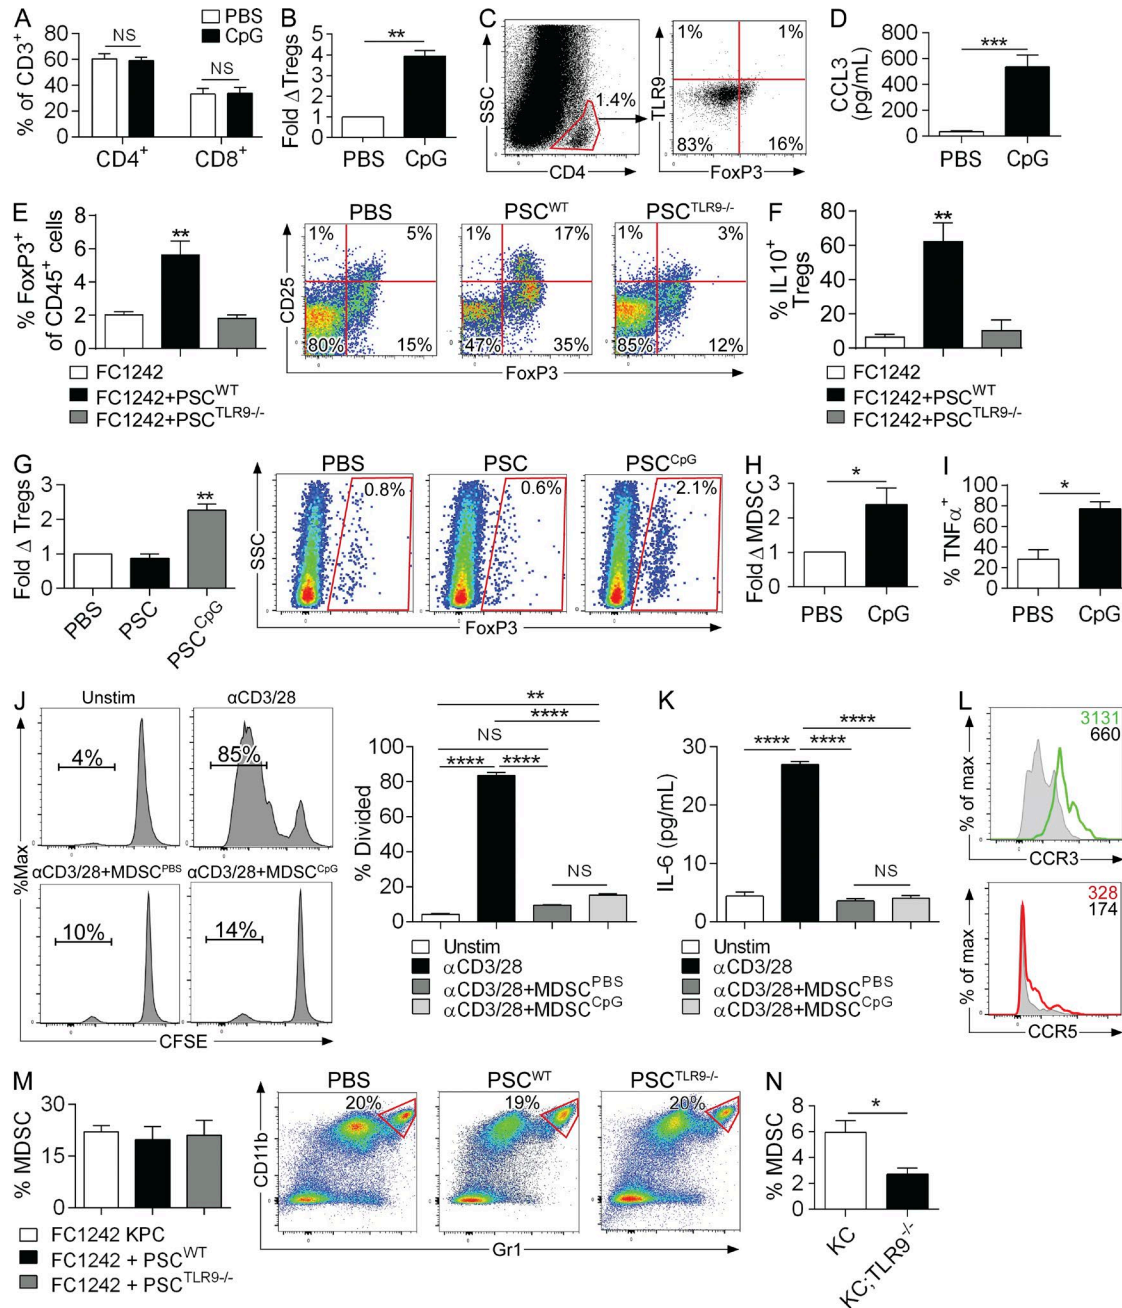 A
PBS
CpG
% of CD3+
80
60
40
20
0
NS
NS
CD4+
CD8+
B
Fold Δ Tregs
5
4
3
2
1
0
**
PBS
CpG
C
SSC
1.4%
CD4
TLR9
1%
1%
83%
16%
FoxP3
D
CCL3
(pg/mL)
800
600
400
200
0
***
PBS
CpG
E
% FoxP3+
of CD45+ cells
8
6
4
2
0
**
FC1242
FC1242+PSCWT
FC1242+PSCTLR9-/-
PBS
PSCWT
PSCTLR9-/-
1%
5%
1%
17%
1%
3%
CD25
80%
15%
47%
35%
85%
12%
FoxP3
F
% IL10+
Tregs
80
60
40
20
0
**
FC1242
FC1242+PSCWT
FC1242+PSCTLR9-/-
G
Fold Δ Tregs
3
2
1
0
**
PBS
PSC
PSCCpG
PBS
PSC
PSCCpG
0.8%
0.6%
2.1%
SSC
FoxP3
H
Fold Δ MDSC
3
2
1
0
*
PBS
CpG
I
% TNFα+
100
80
60
40
20
0
*
PBS
CpG
J
Unstim
αCD3/28
4%
85%
αCD3/28+MDSCPBS
αCD3/28+MDSCCpG
10%
14%
%Max
CFSE
% Divided
100
80
60
40
20
0
**
****
NS
****
****
NS
Unstim
αCD3/28
αCD3/28+MDSCPBS
αCD3/28+MDSCCpG
K
IL-6 (pg/mL)
30
20
10
0
****
****
****
NS
Unstim
αCD3/28
αCD3/28+MDSCPBS
αCD3/28+MDSCCpG
L
3131
660
% of max
CCR3
328
174
% of max
CCR5
M
% MDSC
30
15
0
FC1242 KPC
FC1242 + PSCWT
FC1242 + PSCTLR9-/-
PBS
PSCWT
PSCTLR9-/-
20%
19%
20%
CD11b
Gr1
N
% MDSC
8
6
4
2
0
*
KC
KC;TLR9-/-